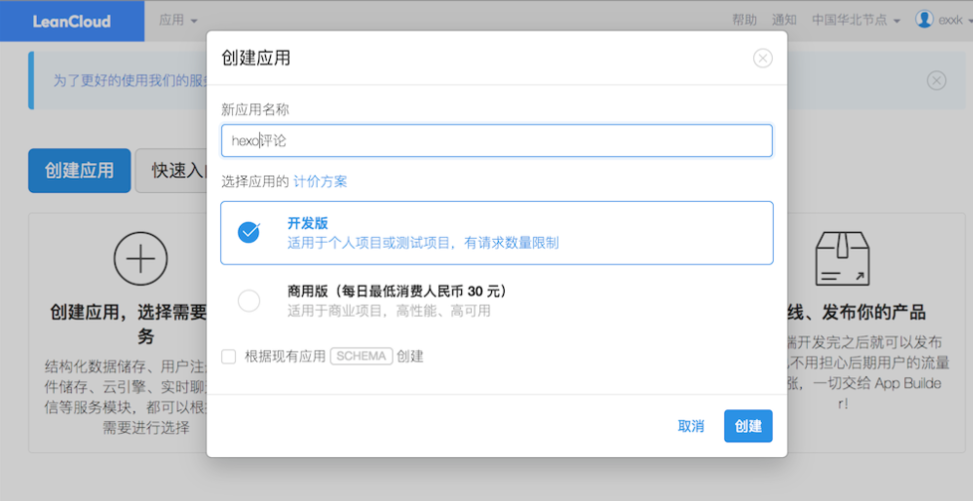 LeanCloud 应用 帮助 通知 中国华北节点 exxk
为了更好的使用我们的服
创建应用
新应用名称
hexo评论
选择应用的 计价方案
创建应用 快速入
开发版
适用于个人项目或测试项目，有请求数量限制
商用版（每日最低消费人民币 30 元）
适用于商业项目，高性能、高可用
根据现有应用 SCHEMA 创建
取消 创建
创建应用，选择需要
务
结构化数据储存、用户注
件储存、云引擎、实时聊
信等服务模块，都可以根
需要进行选择
线、发布你的产品
端开发完之后就可以发布
不用担心后期用户的流量
涨，一切交给 App Builde
r!